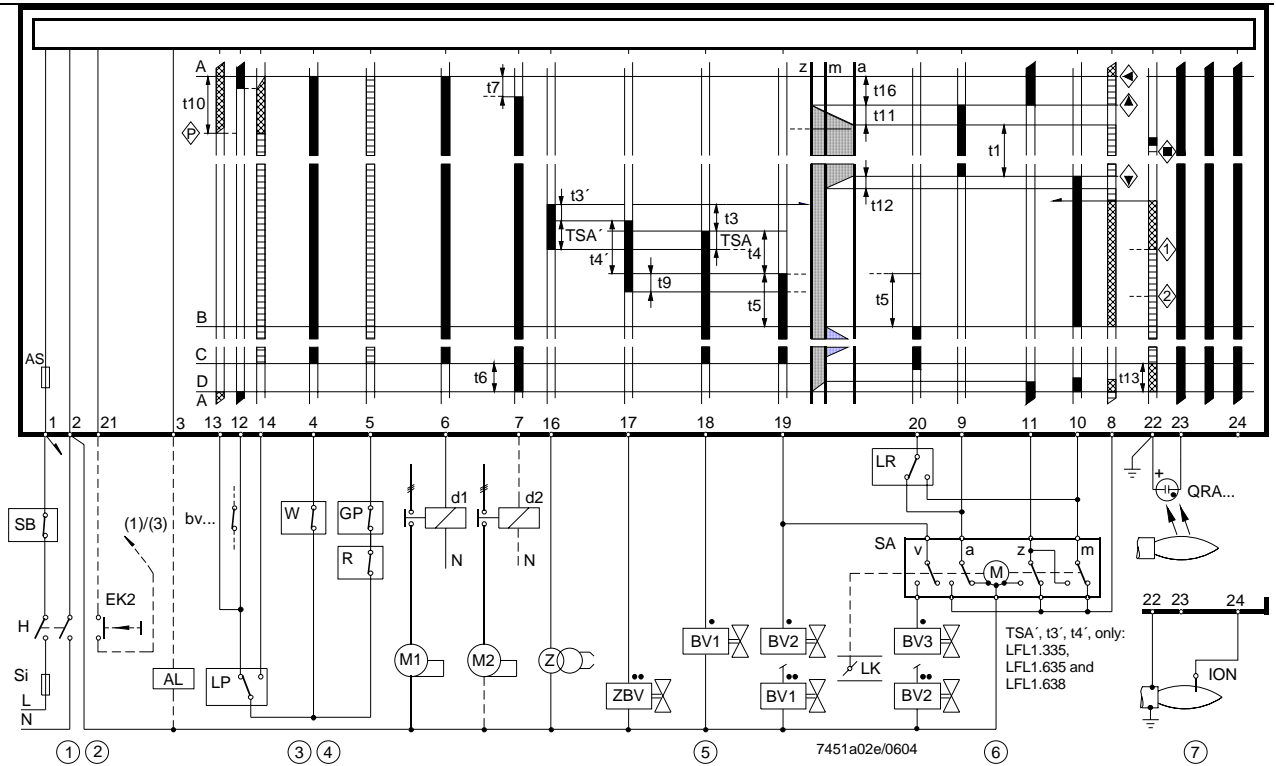 A
t10
P
t7
z m a
t16
t11
t1
t12
t3´
TSA´
t4´
t9
t3
TSA
t4
t5
t5
1
2
B
C
D
A
t6
t13
AS
1 2 21 3 13 12 14 4 5 6 7 16 17 18 19 20 9 11 10 8 22 23 24
SB
H
Si
L
N
(1)/(3)
EK2
AL
bv...
LP
W
GP
R
d1
N
d2
N
M1
M2
Z
ZBV
BV1
BV2
BV1
LR
SA
v a z m
M
LK
BV3
BV2
+
QRA...
TSA´, t3´, t4´, only:
LFL1.335,
LFL1.635 and
LFL1.638
22 23 24
ION
7451a02e/0604
1 2 3 4 5 6 7